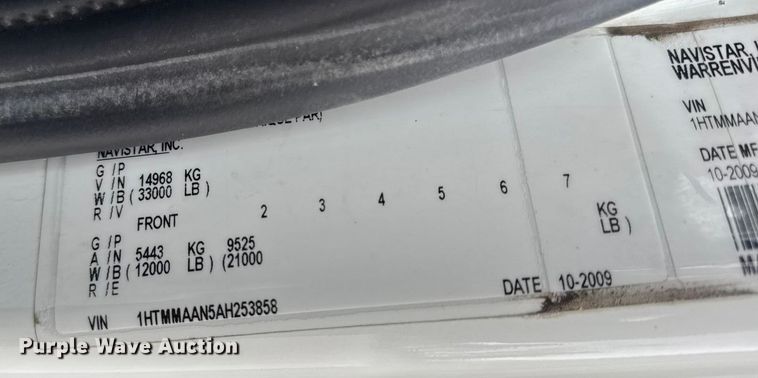 NAVISTAR, INC.
G/P
V/N 14968 KG
W/B (33000 LB)
R/V
FRONT 2 3 4 5 6 7
G/P
A/N 5443 KG 9525 KG
W/B (12000 LB) (21000 LB)
R/E
DATE 10-2009
VIN 1HTMMAAN5AH253858
NAVISTAR,
WARRENVI
VIN
1HTMMAAN
DATE MF
10-2009
Purple Wave Auction